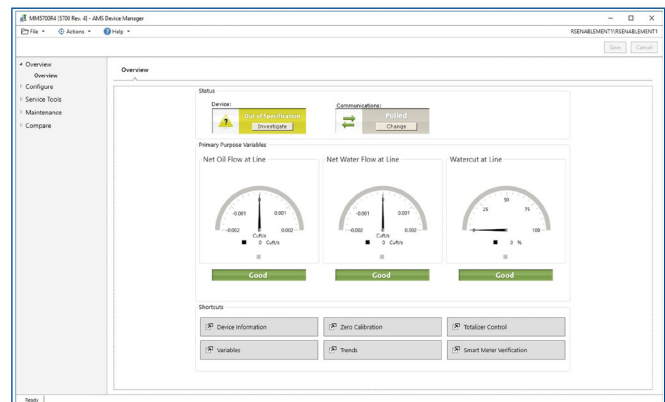 MM5700R4 [5700 Rev. 4] - AMS Device Manager
File Actions Help RSENABLEMENT1\RSENABLEMENT1
Save Cancel
Overview
Overview
Configure
Service Tools
Maintenance
Compare
Overview
Status
Device: Communications:
Out of Specification Polled
Investigate Change
Primary Purpose Variables
Net Oil Flow at Line Net Water Flow at Line Watercut at Line
0 0 50
-0.001 0.001 -0.001 0.001 25 75
-0.002 0.002 -0.002 0.002 0 100
Cuft/s Cuft/s
0 Cuft/s 0 Cuft/s 0 %
Good Good Good
Shortcuts
Device Information Zero Calibration Totalizer Control
Variables Trends Smart Meter Verification
Ready